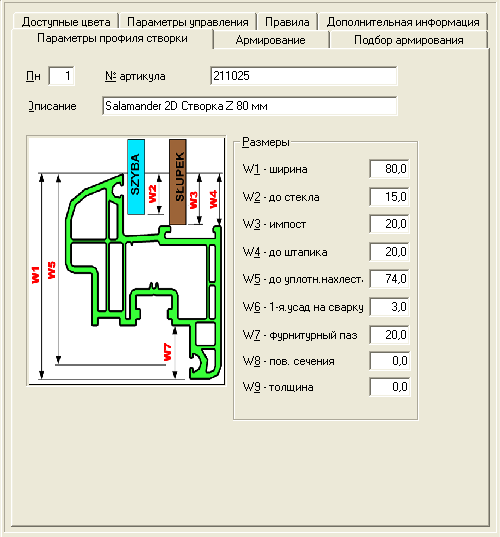 Доступные цвета Параметры управления Правила Дополнительная информация
Параметры профиля створки Армирование Подбор армирования
Пн 1 № артикула 211025
Описание Salamander 2D Створка Z 80 мм
Размеры
W1 - ширина 80,0
W2 - до стекла 15,0
W3 - импост 20,0
W4 - до штапика 20,0
W5 - до уплотн.нахлест. 74,0
W6 - 1-я.усад на сварку 3,0
W7 - фурнитурный паз 20,0
W8 - пов. сечения 0,0
W9 - толщина 0,0
SZYBA
SŁUPEK
W2
W3
W4
W1
W5
W7